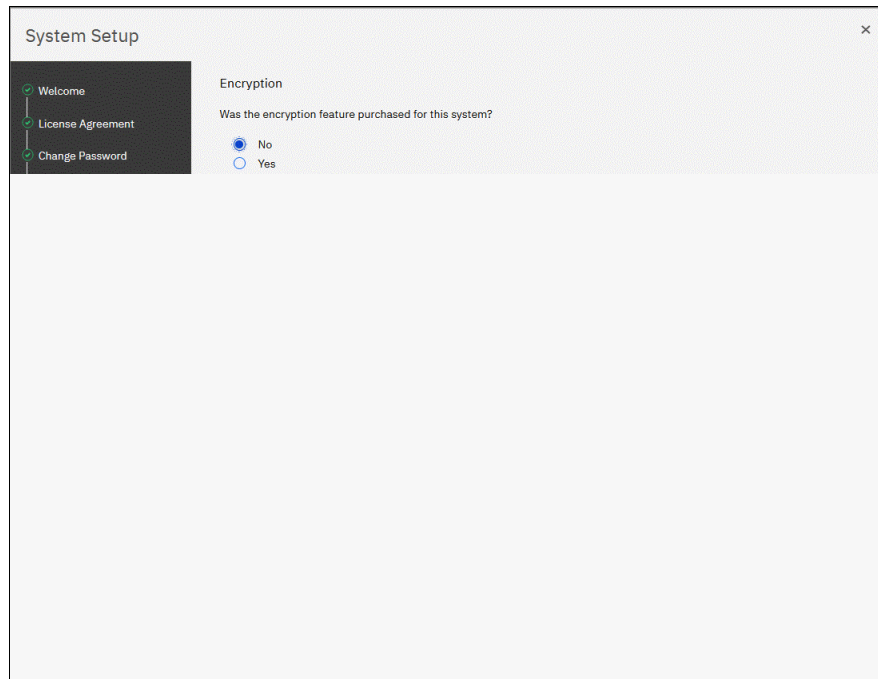 System Setup
Welcome
License Agreement
Change Password
Encryption
Was the encryption feature purchased for this system?
No
Yes